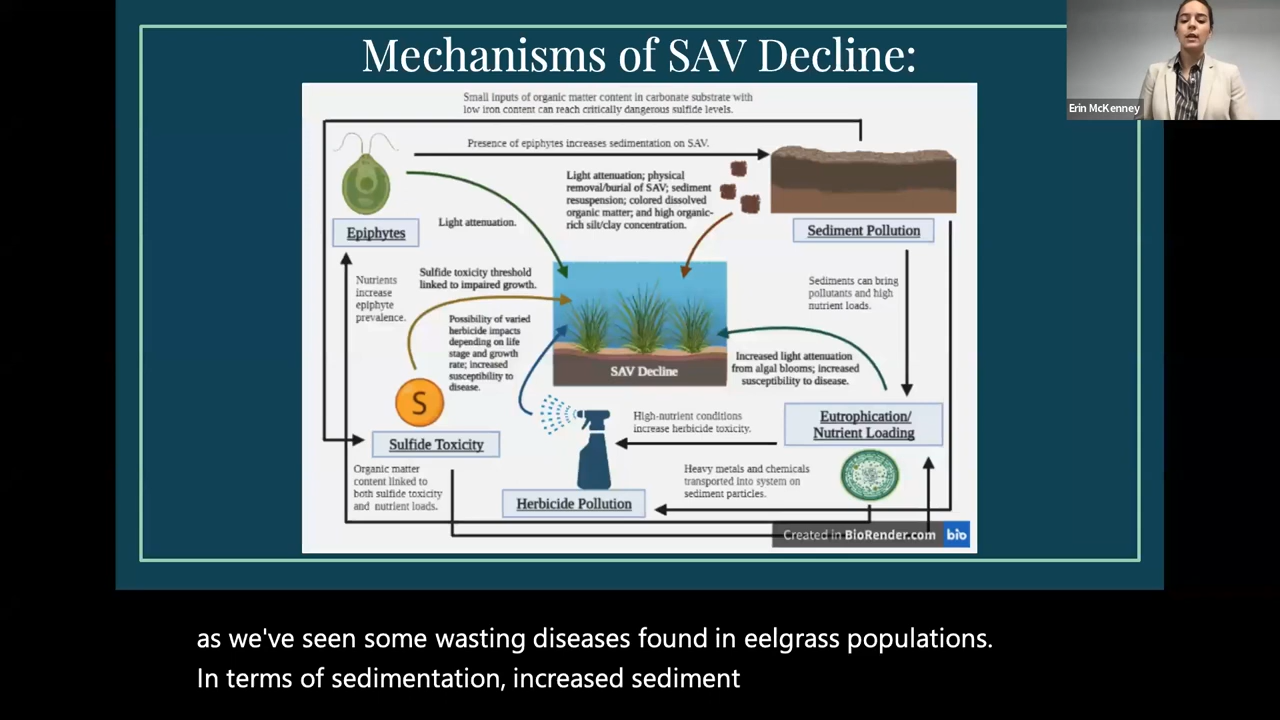 Mechanisms of SAV Decline:
Erin McKenney
Small inputs of organic matter content in carbonate substrate with
low iron content can reach critically dangerous sulfide levels.
Presence of epiphytes increases sedimentation on SAV.
Light attenuation; physical
removal/burial of SAV; sediment
resuspension; colored dissolved
organic matter; and high organic-
rich silt/clay concentration.
Epiphytes
Light attenuation.
Sediment Pollution
Nutrients
increase
epiphyte
prevalence.
Sulfide toxicity threshold
linked to impaired growth.
Sediments can bring
pollutants and high
nutrient loads.
Possibility of varied
herbicide impacts
depending on life
stage and growth
rate; increased
susceptibility to
disease.
SAV Decline
Increased light attenuation
from algal blooms; increased
susceptibility to disease.
S
Sulfide Toxicity
High-nutrient conditions
increase herbicide toxicity.
Eutrophication/
Nutrient Loading
Organic matter
content linked to
both sulfide toxicity
and nutrient loads.
Herbicide Pollution
Heavy metals and chemicals
transported into system on
sediment particles.
Created in BioRender.com bio
as we've seen some wasting diseases found in eelgrass populations.
In terms of sedimentation, increased sediment